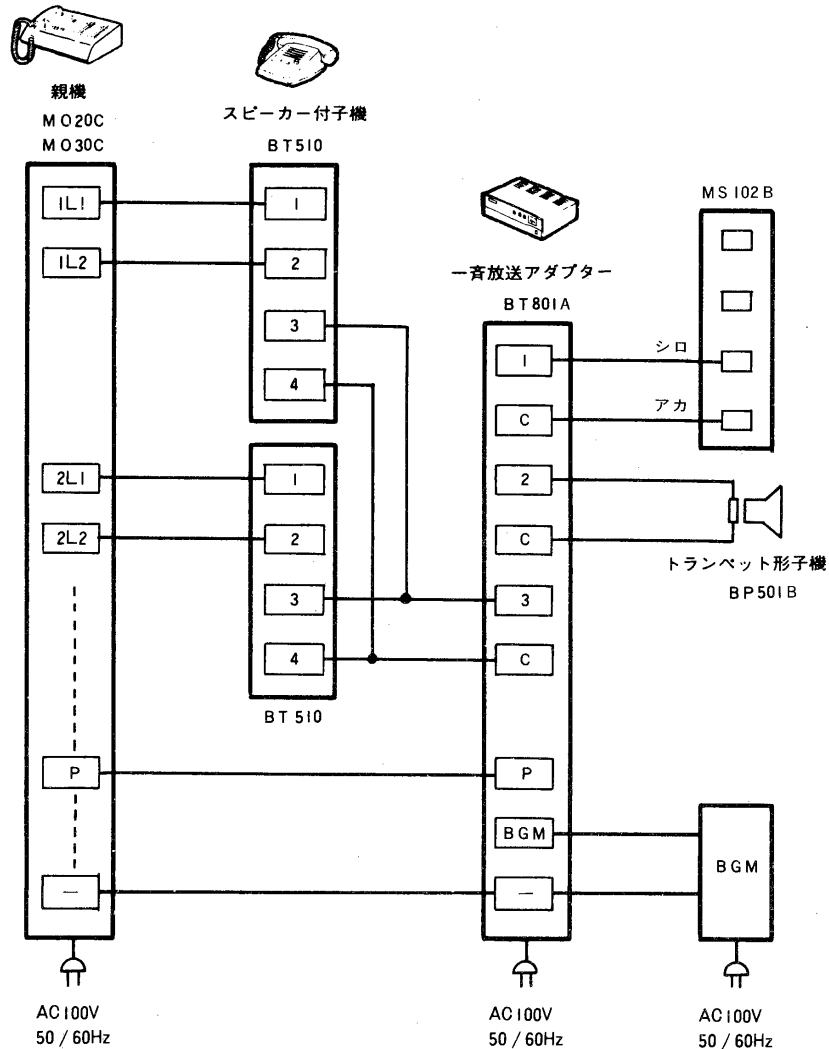 親機
MO20C
MO30C
スピーカー付子機
BT510
1L1
1L2
2L1
2L2
P
—
1
2
3
4
1
2
3
4
BT510
一斉放送アダプター
BT801A
1
C
2
C
3
C
P
BGM
—
MS102B
シロ
アカ
トランペット形子機
BP501B
BGM
AC100V
50/60Hz
AC100V
50/60Hz
AC100V
50/60Hz